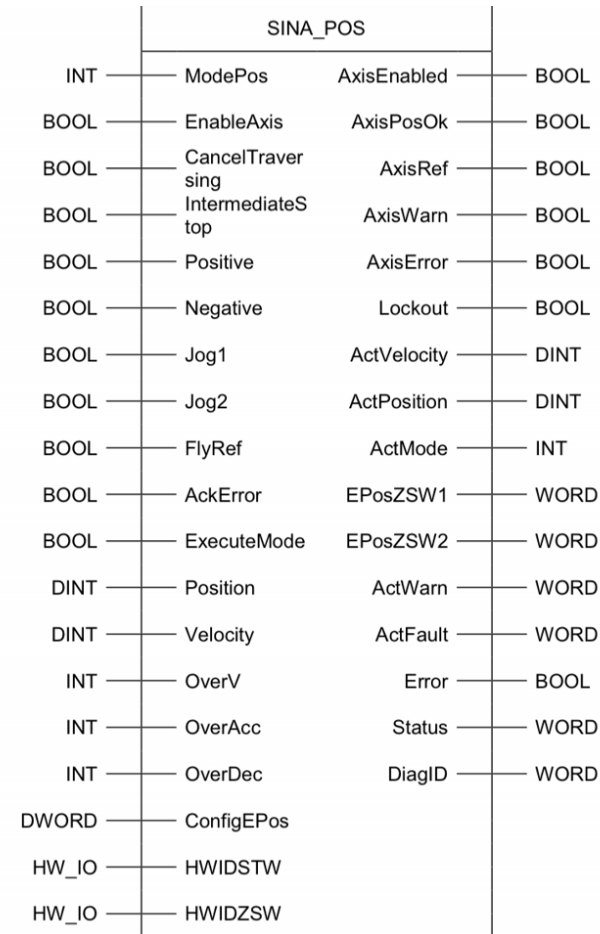 SINA_POS
INT ModePos AxisEnabled BOOL
BOOL EnableAxis AxisPosOk BOOL
BOOL CancelTraver
sing AxisRef BOOL
BOOL IntermediateS
top AxisWarn BOOL
BOOL Positive AxisError BOOL
BOOL Negative Lockout BOOL
BOOL Jog1 ActVelocity DINT
BOOL Jog2 ActPosition DINT
BOOL FlyRef ActMode INT
BOOL AckError EPosZSW1 WORD
BOOL ExecuteMode EPosZSW2 WORD
DINT Position ActWarn WORD
DINT Velocity ActFault WORD
INT OverV Error BOOL
INT OverAcc Status WORD
INT OverDec DiagID WORD
DWORD ConfigEPos
HW_IO HWIDSTW
HW_IO HWIDZSW